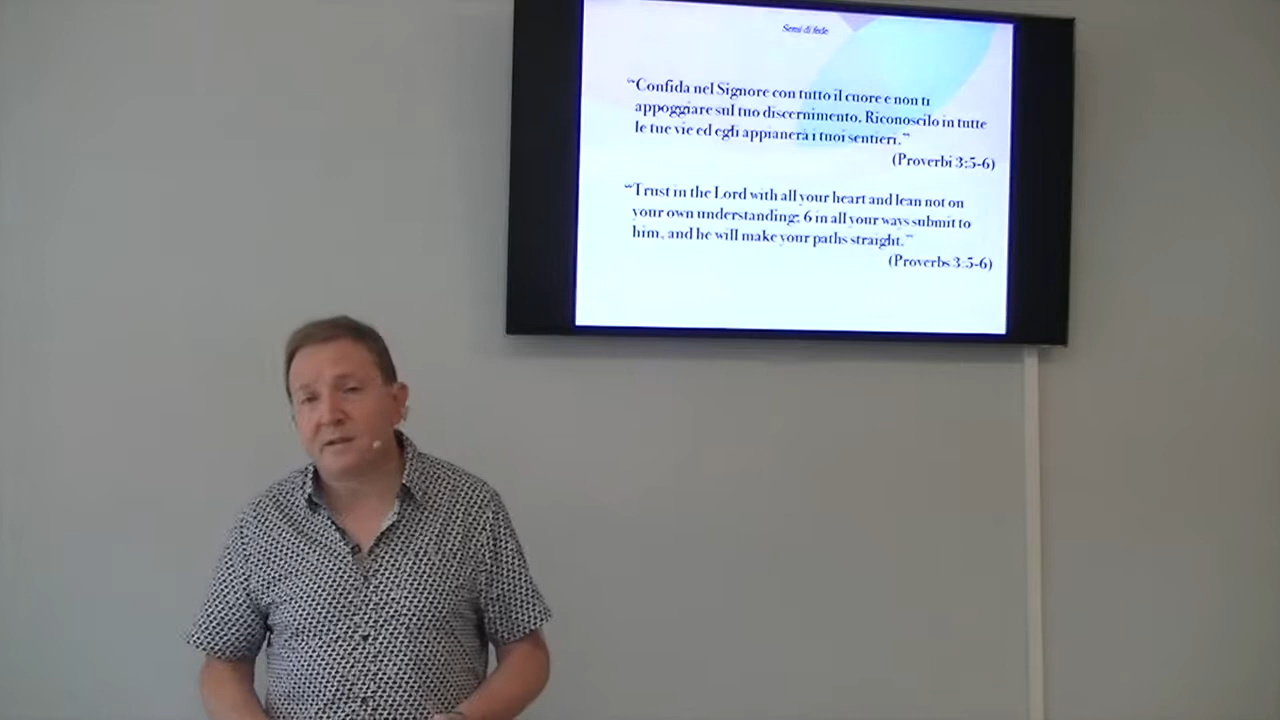 Semi di fede
“Confida nel Signore con tutto il cuore e non ti
appoggiare sul tuo discernimento. Riconoscilo in tutte
le tue vie ed egli appianerà i tuoi sentieri.”
(Proverbi 3:5-6)
“Trust in the Lord with all your heart and lean not on
your own understanding; 6 in all your ways submit to
him, and he will make your paths straight.”
(Proverbs 3:5-6)